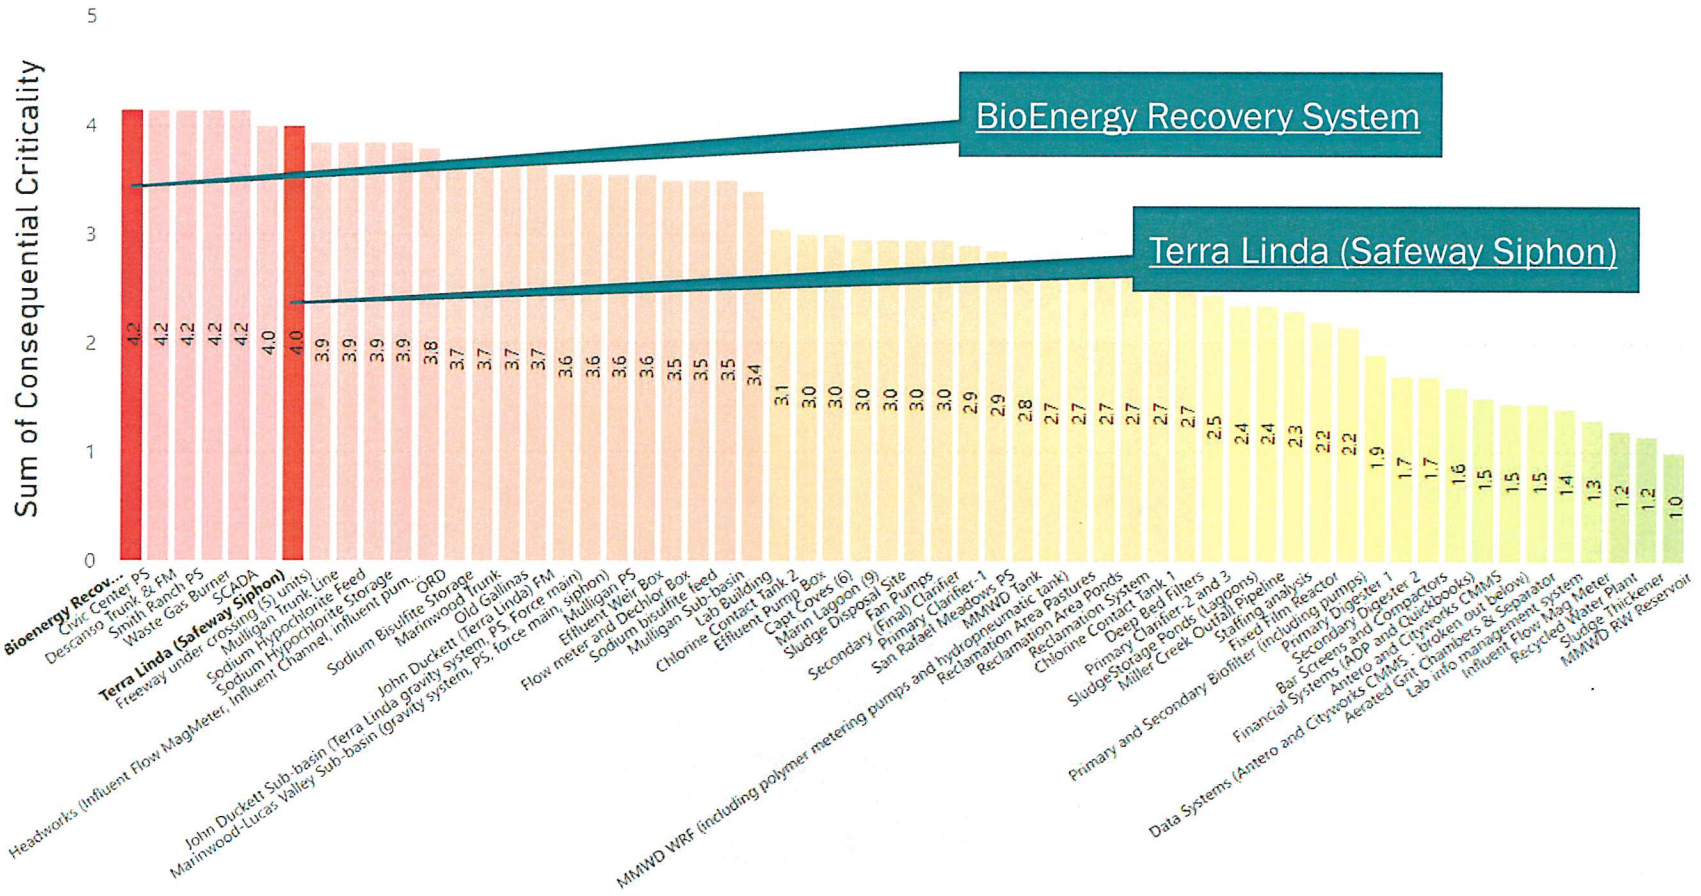 Sum of Consequential Criticality
5
4
3
2
1
0
BioEnergy Recovery System
Terra Linda (Safeway Siphon)
4.2
4.2
4.2
4.2
4.2
4.0
4.0
3.9
3.9
3.9
3.9
3.8
3.7
3.7
3.7
3.7
3.6
3.6
3.6
3.6
3.5
3.5
3.5
3.4
3.1
3.0
3.0
3.0
3.0
3.0
3.0
2.9
2.9
2.8
2.7
2.7
2.7
2.7
2.7
2.7
2.5
2.4
2.4
2.3
2.2
2.2
1.9
1.7
1.7
1.6
1.5
1.5
1.5
1.4
1.3
1.2
1.2
1.0
Bioenergy Recov...
Civic Center PS
Descanso Trunk, & FM
Smith Ranch PS
Waste Gas Burner
SCADA
Terra Linda (Safeway Siphon)
Freeway under crossing (5) units)
Mulligan Trunk Line
Sodium Hypochlorite Feed
Sodium Hypochlorite Storage
Headworks (Influent Flow MagMeter, Influent Channel, influent pum...
ORD
Sodium Bisulfite Storage
Marinwood Trunk
Old Gallinas
John Duckett (Terra Linda) FM
John Duckett Sub-basin (Terra Linda gravity system, PS, Force main)
Marinwood-Lucas Valley Sub-basin (gravity system, PS, force main, siphon)
Mulligan PS
Effluent Weir Box
Flow meter and Dechlor Box
Sodium bisulfite feed
Mulligan Sub-basin
Lab Building
Chlorine Contact Tank 2
Effluent Pump Box
Capt Coves (6)
Marin Lagoon (9)
Sludge Disposal Site
Fan Pumps
Secondary (Final) Clarifier
Primary Clarifier-1
San Rafael Meadows PS
MMWD Tank
MMWD WRF (including polymer metering pumps and hydropneumatic tank)
Reclamation Area Pastures
Reclamation Area Ponds
Reclamation System
Chlorine Contact Tank 1
Deep Bed Filters
Primary Clarifier-2 and 3
SludgeStorage Ponds (Lagoons)
Miller Creek Outfall Pipeline
Staffing analysis
Fixed Film Reactor
Primary and Secondary Biofilter (including pumps)
Primary Digester 1
Secondary Digester 2
Bar Screens and Compactors
Financial Systems (ADP and Quickbooks)
Antero and Cityworks CMMS
Data Systems (Antero and Cityworks CMMS - broken out below)
Aerated Grit Chambers & Separator
Lab info management system
Influent Flow Mag Meter
Recycled Water Plant
Sludge Thickener
MMWD RW Reservoir